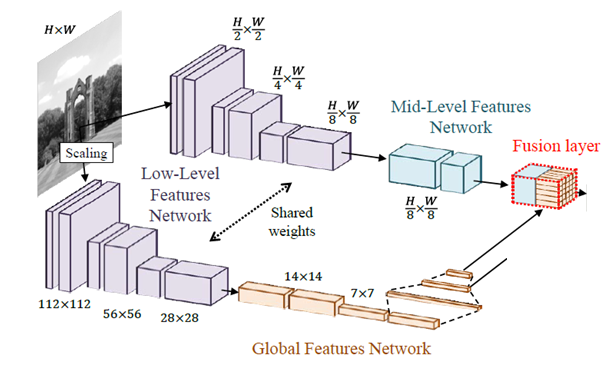 H×W
H/2×W/2
H/4×W/4
H/8×W/8
Mid-Level Features
Network
Fusion layer
Scaling
Low-Level
Features
Network
Shared
weights
H/8×W/8
14×14
7×7
112×112
56×56
28×28
Global Features Network